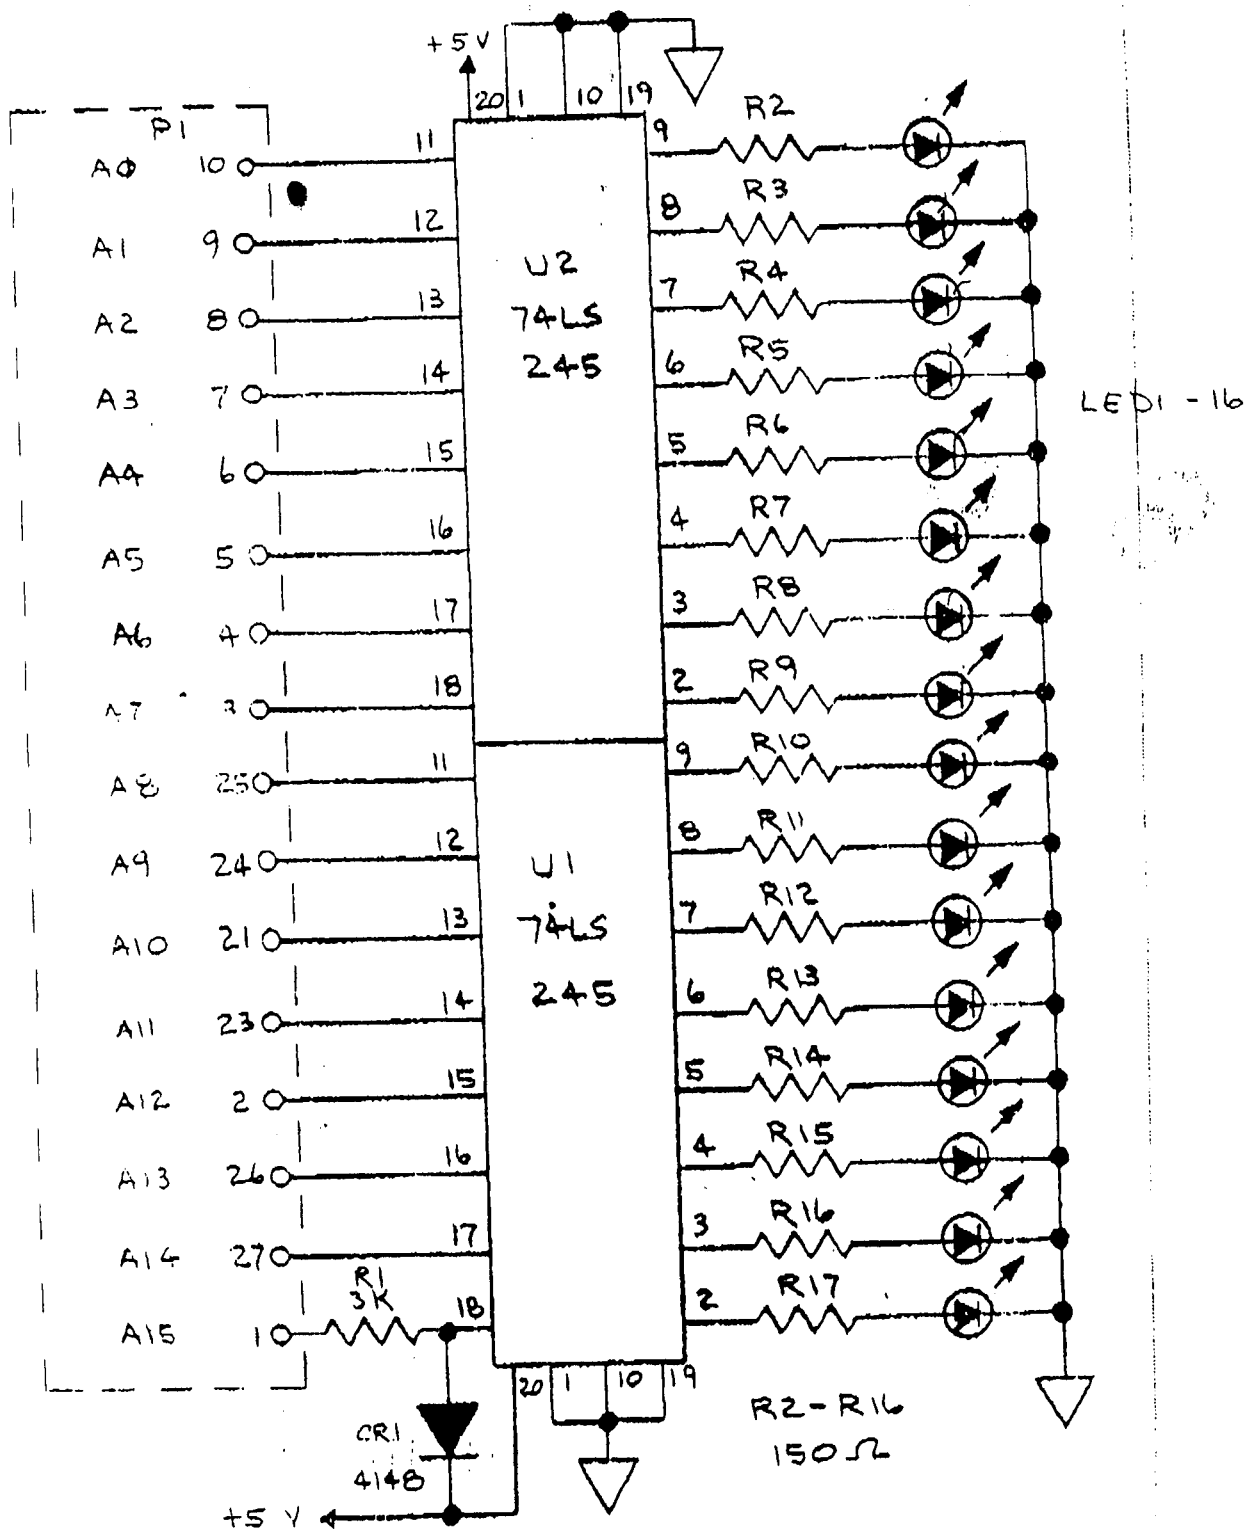 +5V
20 1 10 19
P1
A0 10 11 9 R2
A1 9 12 8 R3
U2
74LS
245
A2 8 13 7 R4
A3 7 14 6 R5
LED1-16
A4 6 15 5 R6
A5 5 16 4 R7
A6 4 17 3 R8
A7 3 18 2 R9
A8 25 11 9 R10
A9 24 12 8 R11
U1
74LS
245
A10 21 13 7 R12
A11 23 14 6 R13
A12 2 15 5 R14
A13 26 16 4 R15
A14 27 17 3 R16
R1
3K
A15 1 18 2 R17
20 1 10 19
R2-R16
150Ω
CR1
4148
+5 V